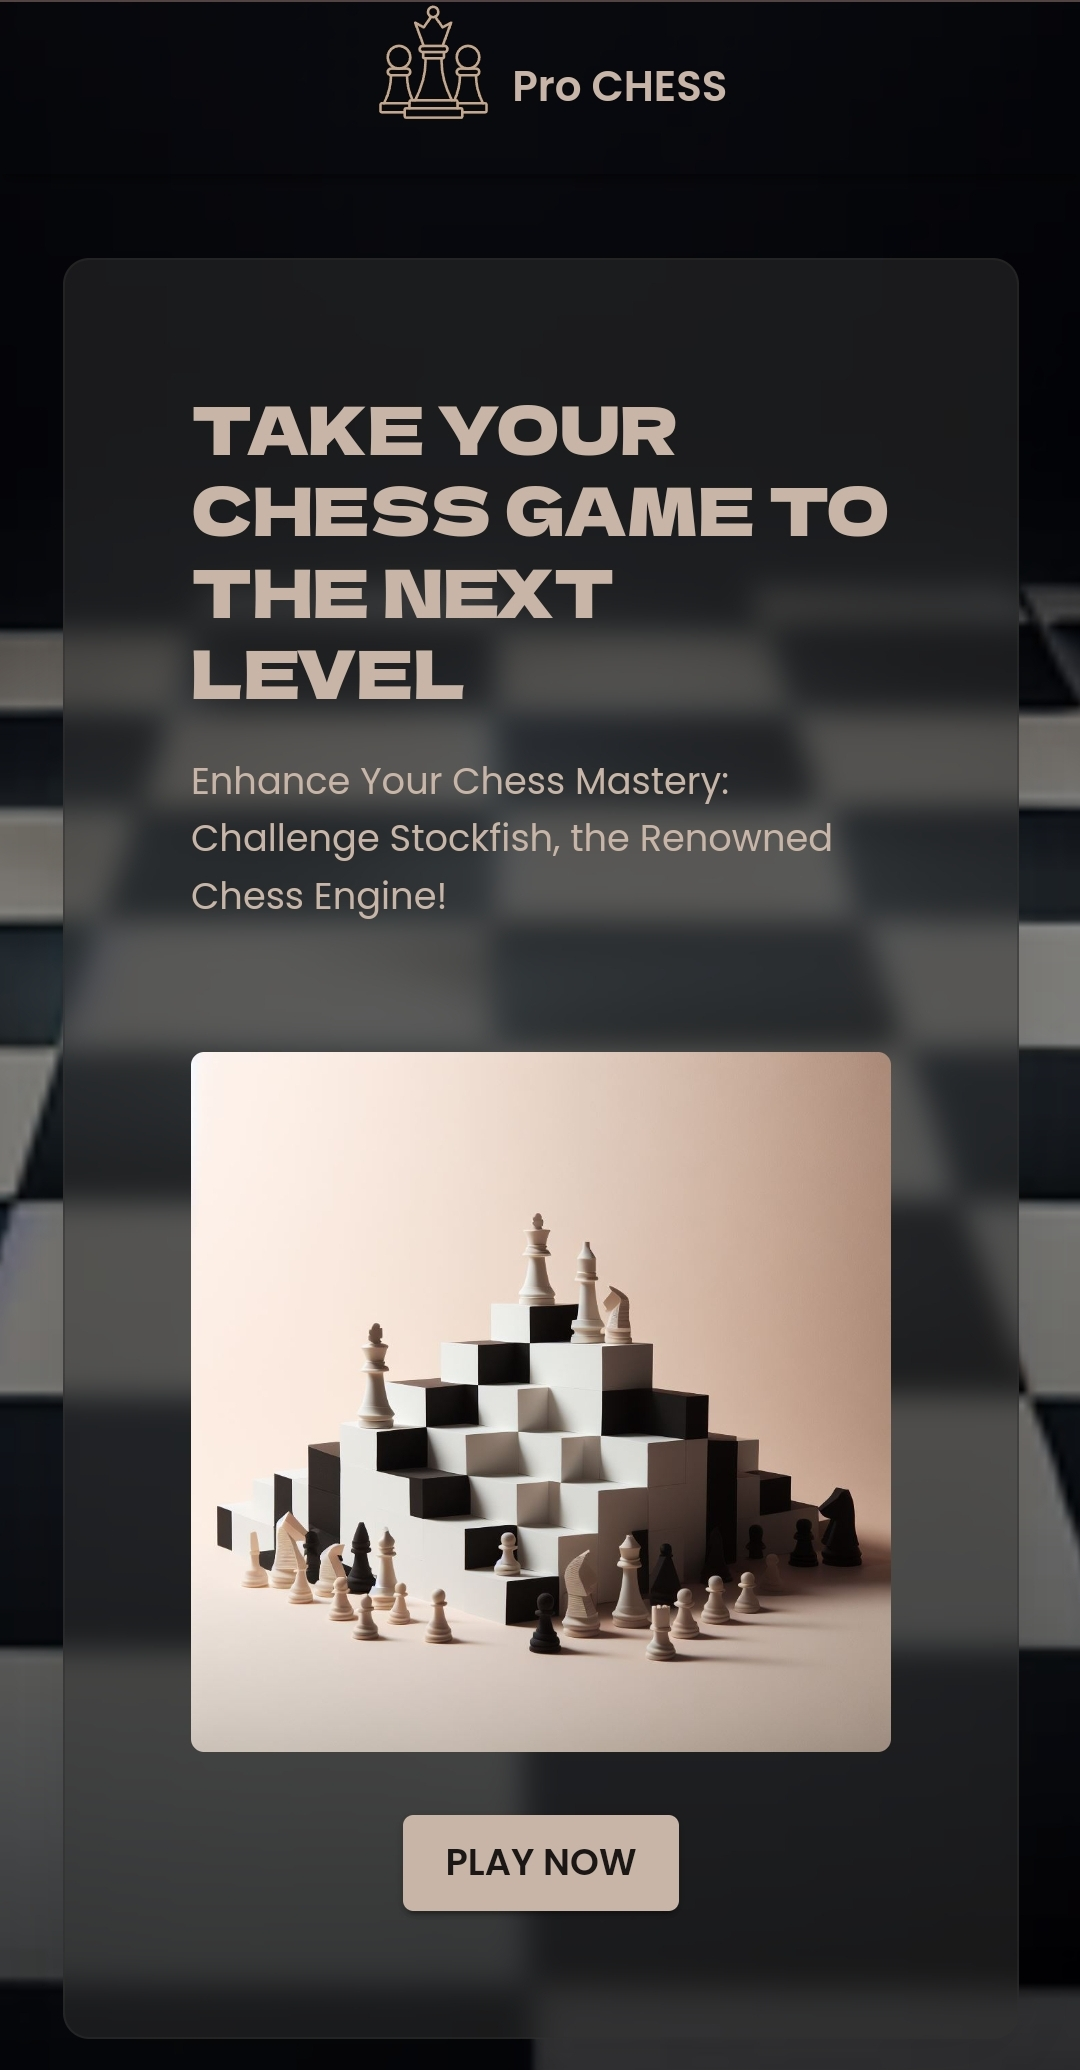 Pro CHESS
TAKE YOUR
CHESS GAME TO
THE NEXT
LEVEL
Enhance Your Chess Mastery:
Challenge Stockfish, the Renowned
Chess Engine!
PLAY NOW